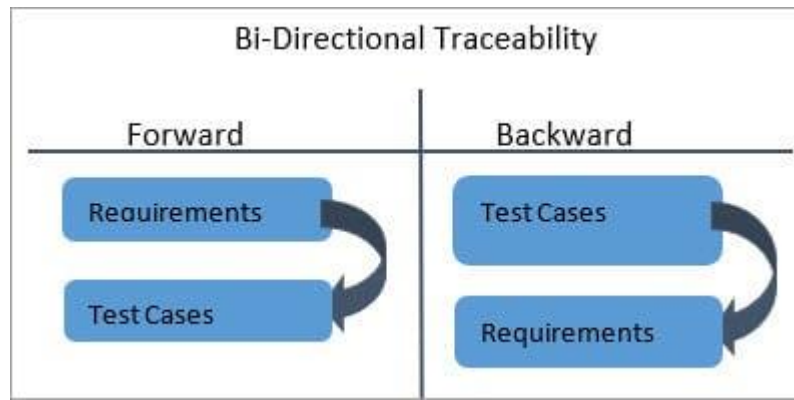 Bi-Directional Traceability
Forward
Requirements
Test Cases
Backward
Test Cases
Requirements